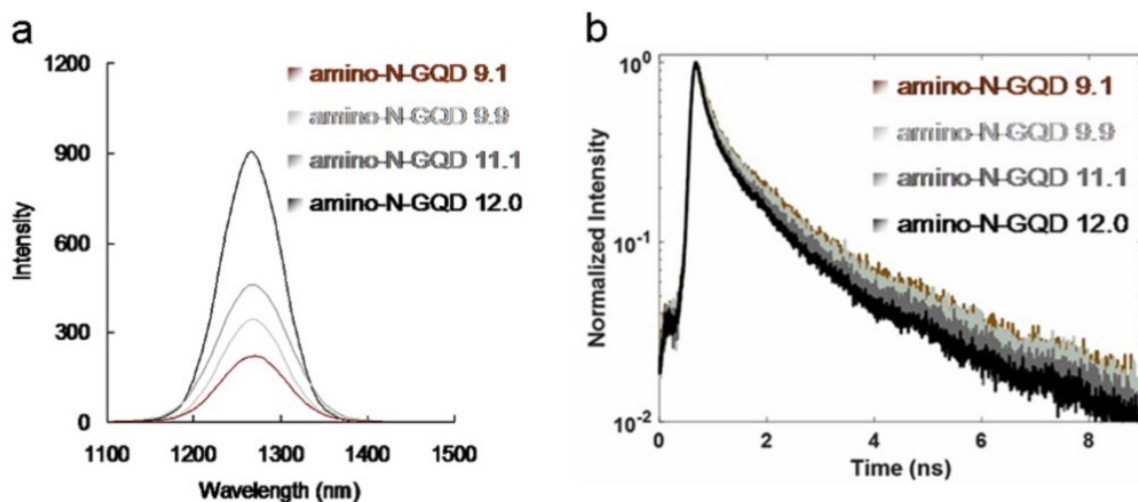 a
1200
900
600
300
0
Intensity
1100 1200 1300 1400 1500
Wavelength (nm)
amino-N-GQD 9.1
amino-N-GQD 9.9
amino-N-GQD 11.1
amino-N-GQD 12.0
b
10⁰
10⁻¹
10⁻²
Normalized Intensity
0 2 4 6 8
Time (ns)
amino-N-GQD 9.1
amino-N-GQD 9.9
amino-N-GQD 11.1
amino-N-GQD 12.0